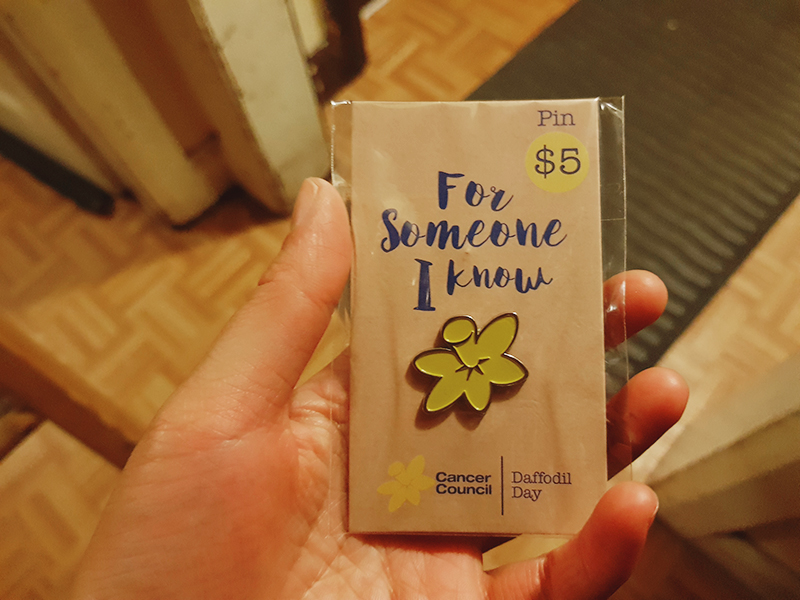 Pin
$5
For
Someone
I know
Cancer
Council
Daffodil
Day